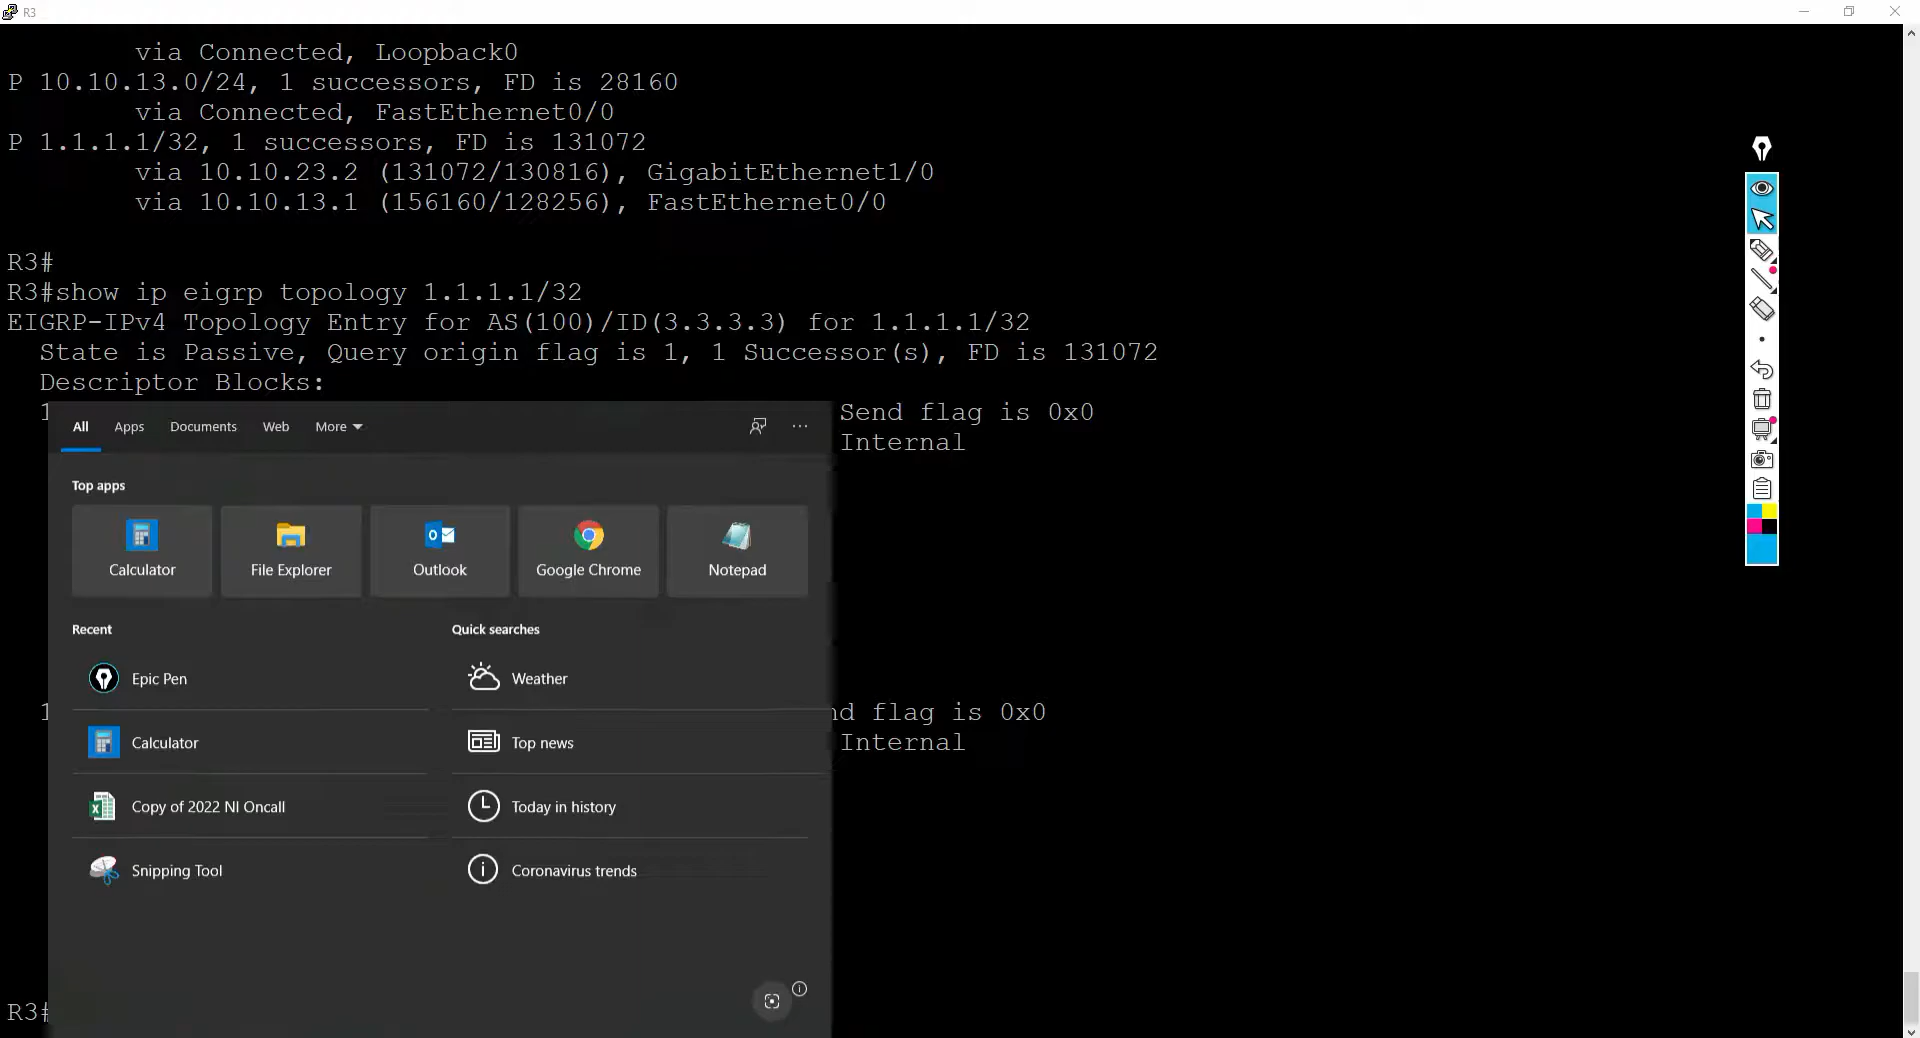 R3
via Connected, Loopback0
P 10.10.13.0/24, 1 successors, FD is 28160
via Connected, FastEthernet0/0
P 1.1.1.1/32, 1 successors, FD is 131072
via 10.10.23.2 (131072/130816), GigabitEthernet1/0
via 10.10.13.1 (156160/128256), FastEthernet0/0
R3#
R3#show ip eigrp topology 1.1.1.1/32
EIGRP-IPv4 Topology Entry for AS(100)/ID(3.3.3.3) for 1.1.1.1/32
State is Passive, Query origin flag is 1, 1 Successor(s), FD is 131072
Descriptor Blocks:
1 Send flag is 0x0
All Apps Documents Web More
Internal
Top apps
Calculator File Explorer Outlook Google Chrome Notepad
Recent Quick searches
Epic Pen Weather
1 nd flag is 0x0
Calculator Top news Internal
Copy of 2022 NI Oncall Today in history
Snipping Tool Coronavirus trends
R3#